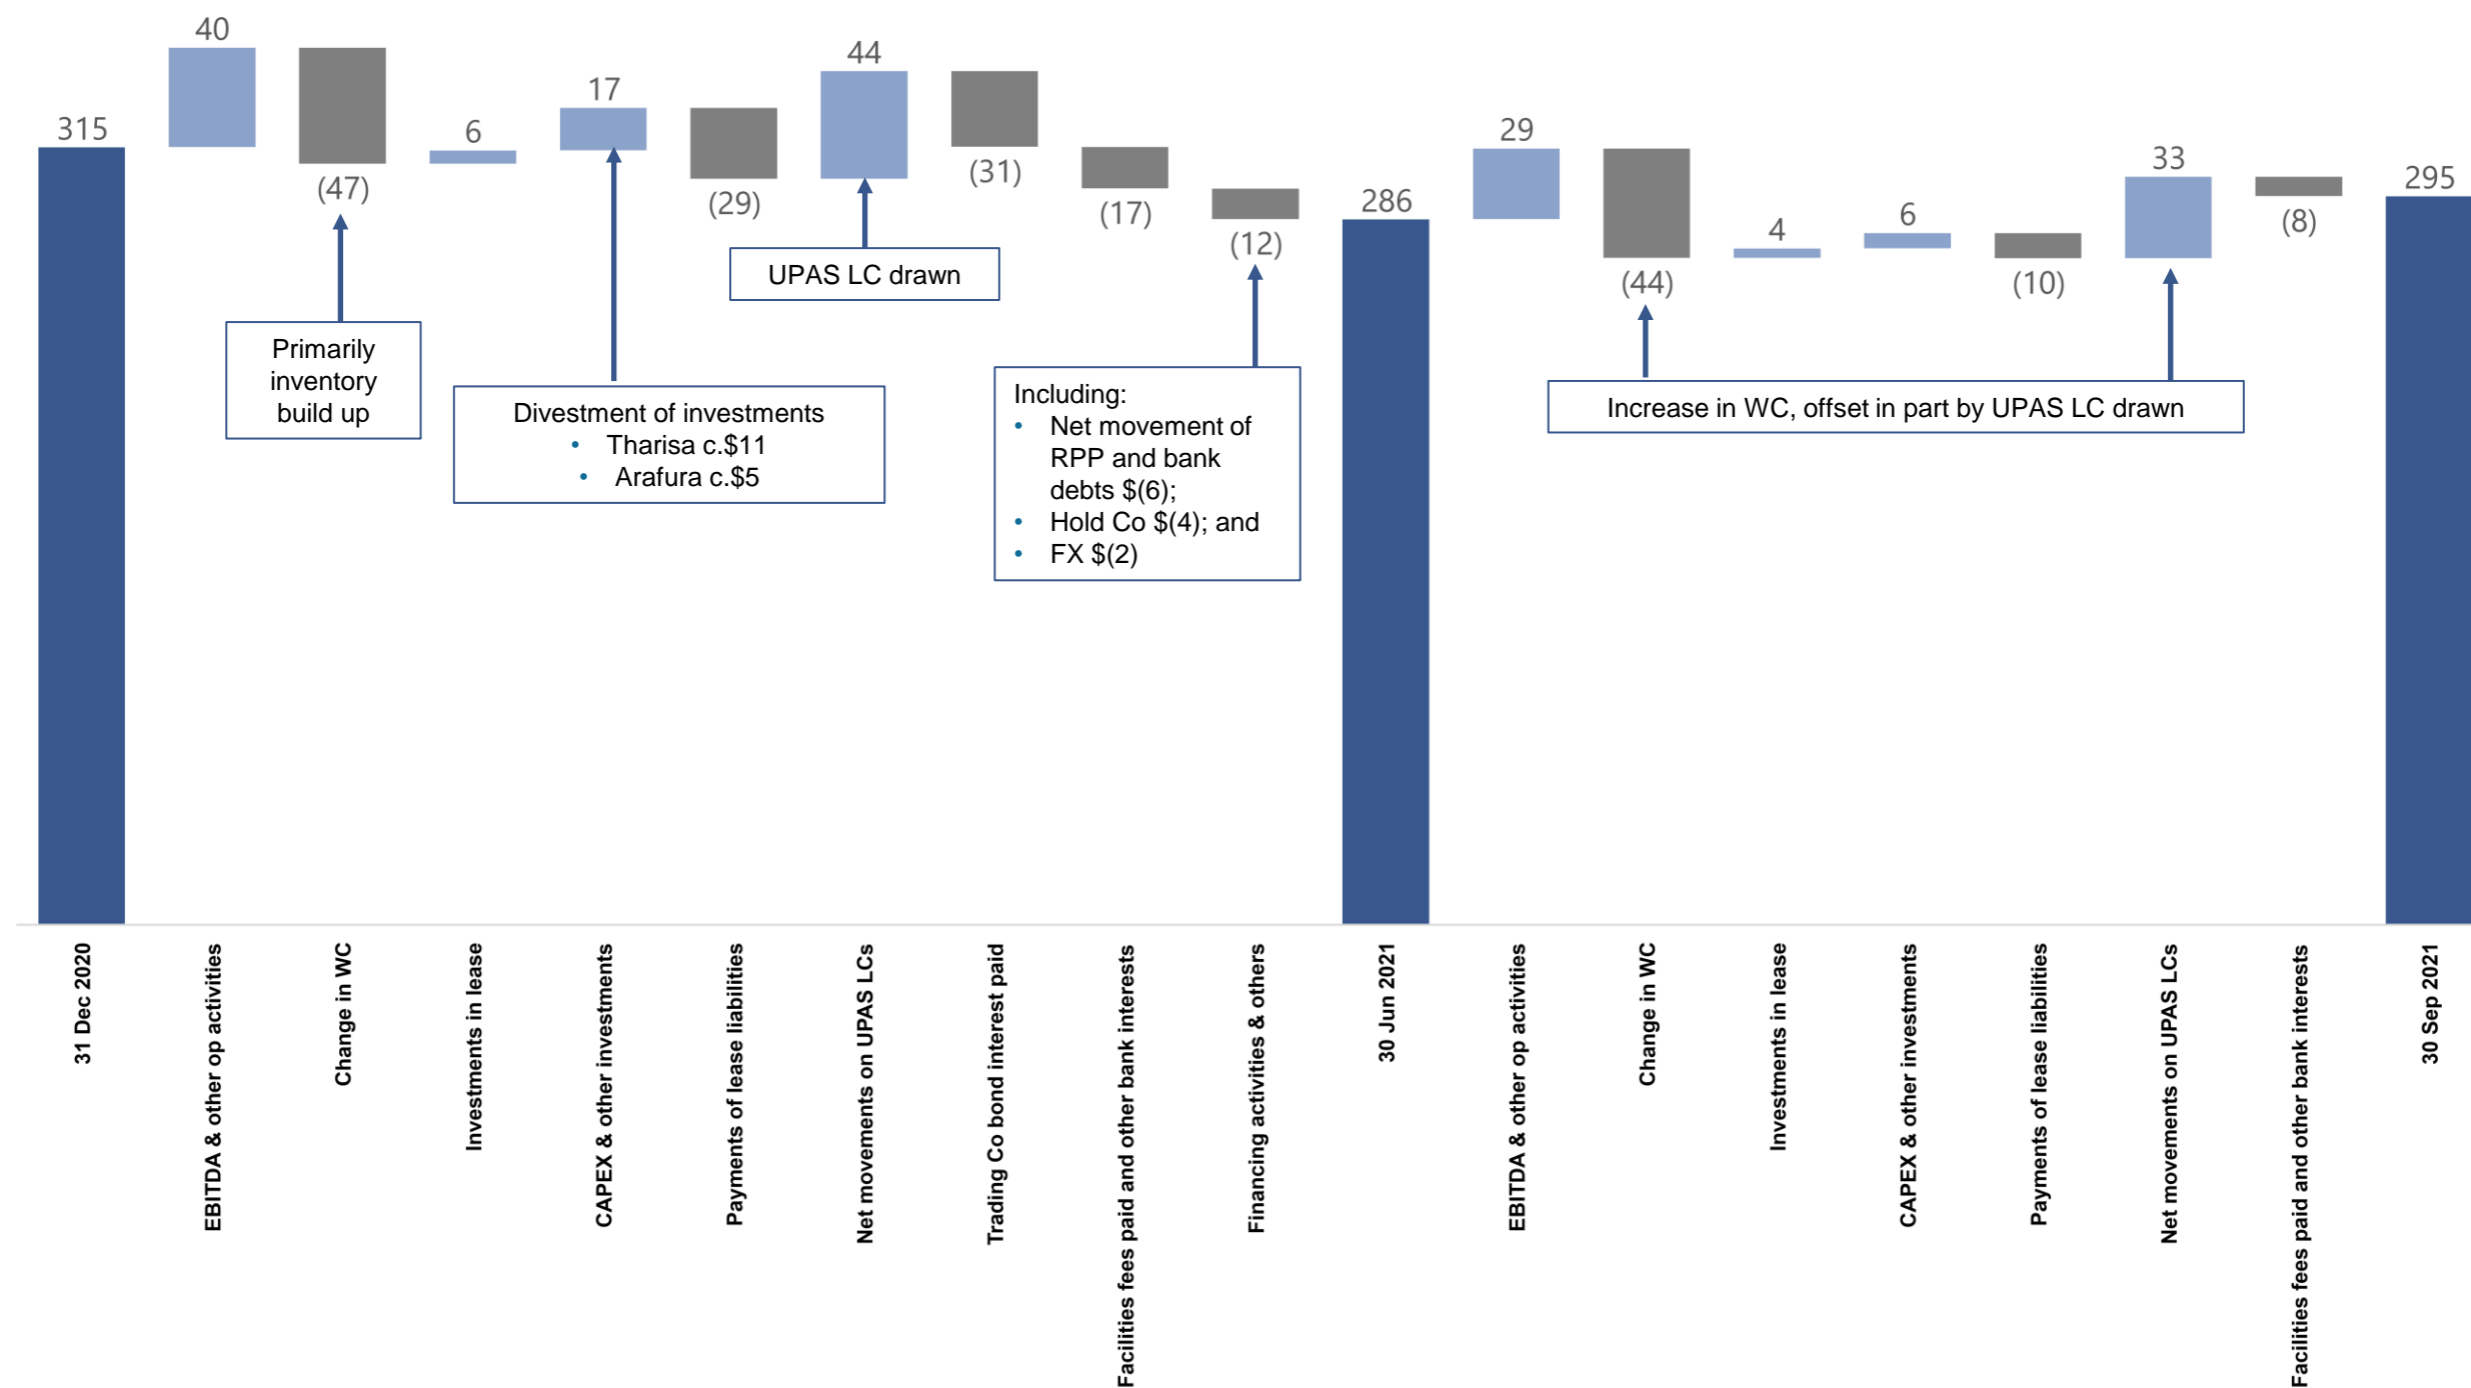 40
(47)
6
17
(29)
44
(31)
(17)
(12)
315
286
29
(44)
4
6
(10)
33
(8)
295
Primarily
inventory
build up
Divestment of investments
• Tharisa c.$11
• Arafura c.$5
UPAS LC drawn
Including:
• Net movement of
RPP and bank
debts $(6);
• Hold Co $(4); and
• FX $(2)
Increase in WC, offset in part by UPAS LC drawn
31 Dec 2020
EBITDA & other op activities
Change in WC
Investments in lease
CAPEX & other investments
Payments of lease liabilities
Net movements on UPAS LCs
Trading Co bond interest paid
Facilities fees paid and other bank interests
Financing activities & others
30 Jun 2021
EBITDA & other op activities
Change in WC
Investments in lease
CAPEX & other investments
Payments of lease liabilities
Net movements on UPAS LCs
Facilities fees paid and other bank interests
30 Sep 2021